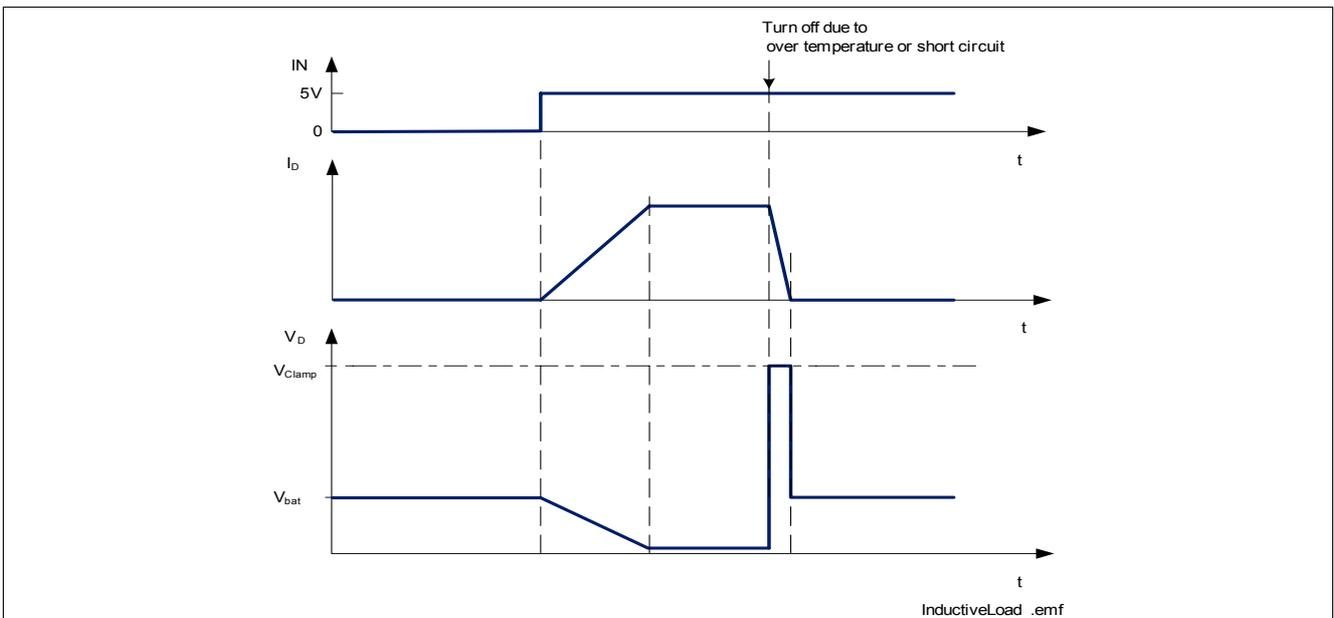 Turn off due to
over temperature or short circuit
IN
5V
0
t
ID
t
VD
VClamp
Vbat
t
InductiveLoad .emf